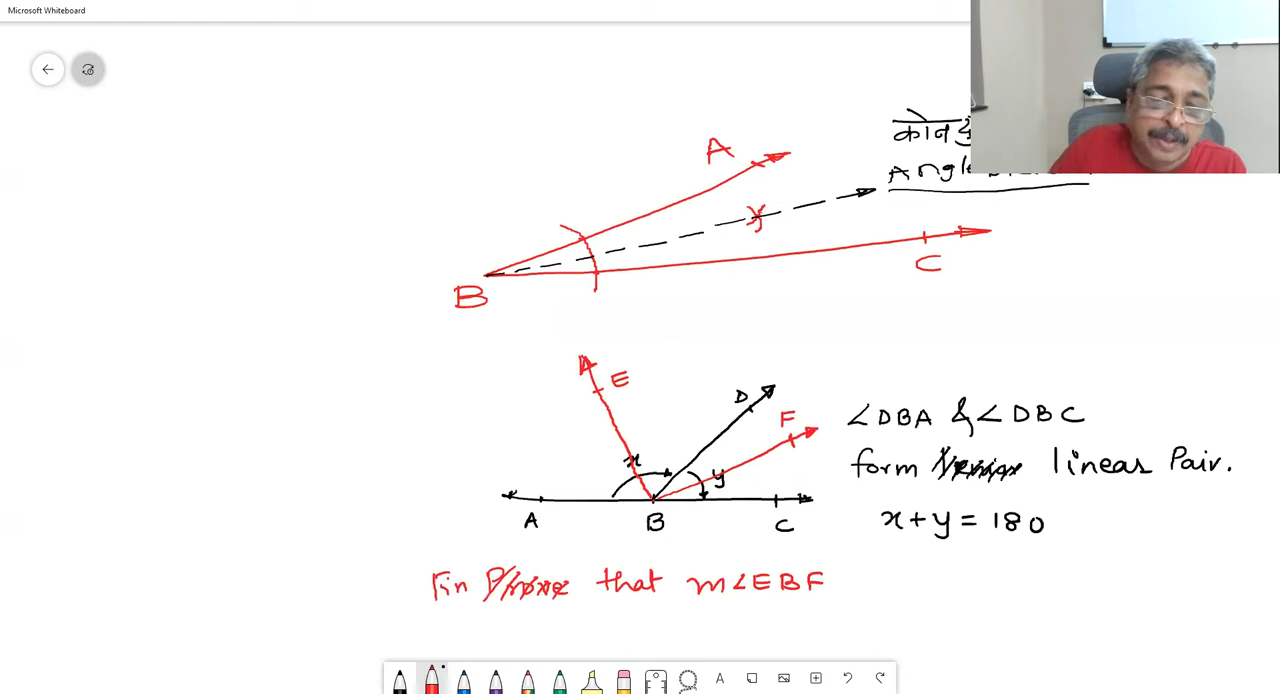 Microsoft Whiteboard
A
B
C
E
D
F
x
y
A
B
C
∠DBA & ∠DBC
form linear Pair.
x+y=180
Fin that m∠EBF
A